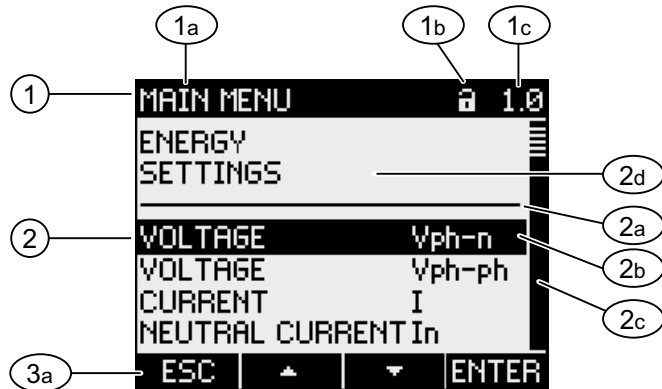 1a 1b 1c
1 MAIN MENU 1.0
ENERGY
SETTINGS 2d
2a
2 VOLTAGE Vph-n 2b
VOLTAGE Vph-ph
CURRENT I 2c
NEUTRAL CURRENT In
3a ESC ▲ ▼ ENTER